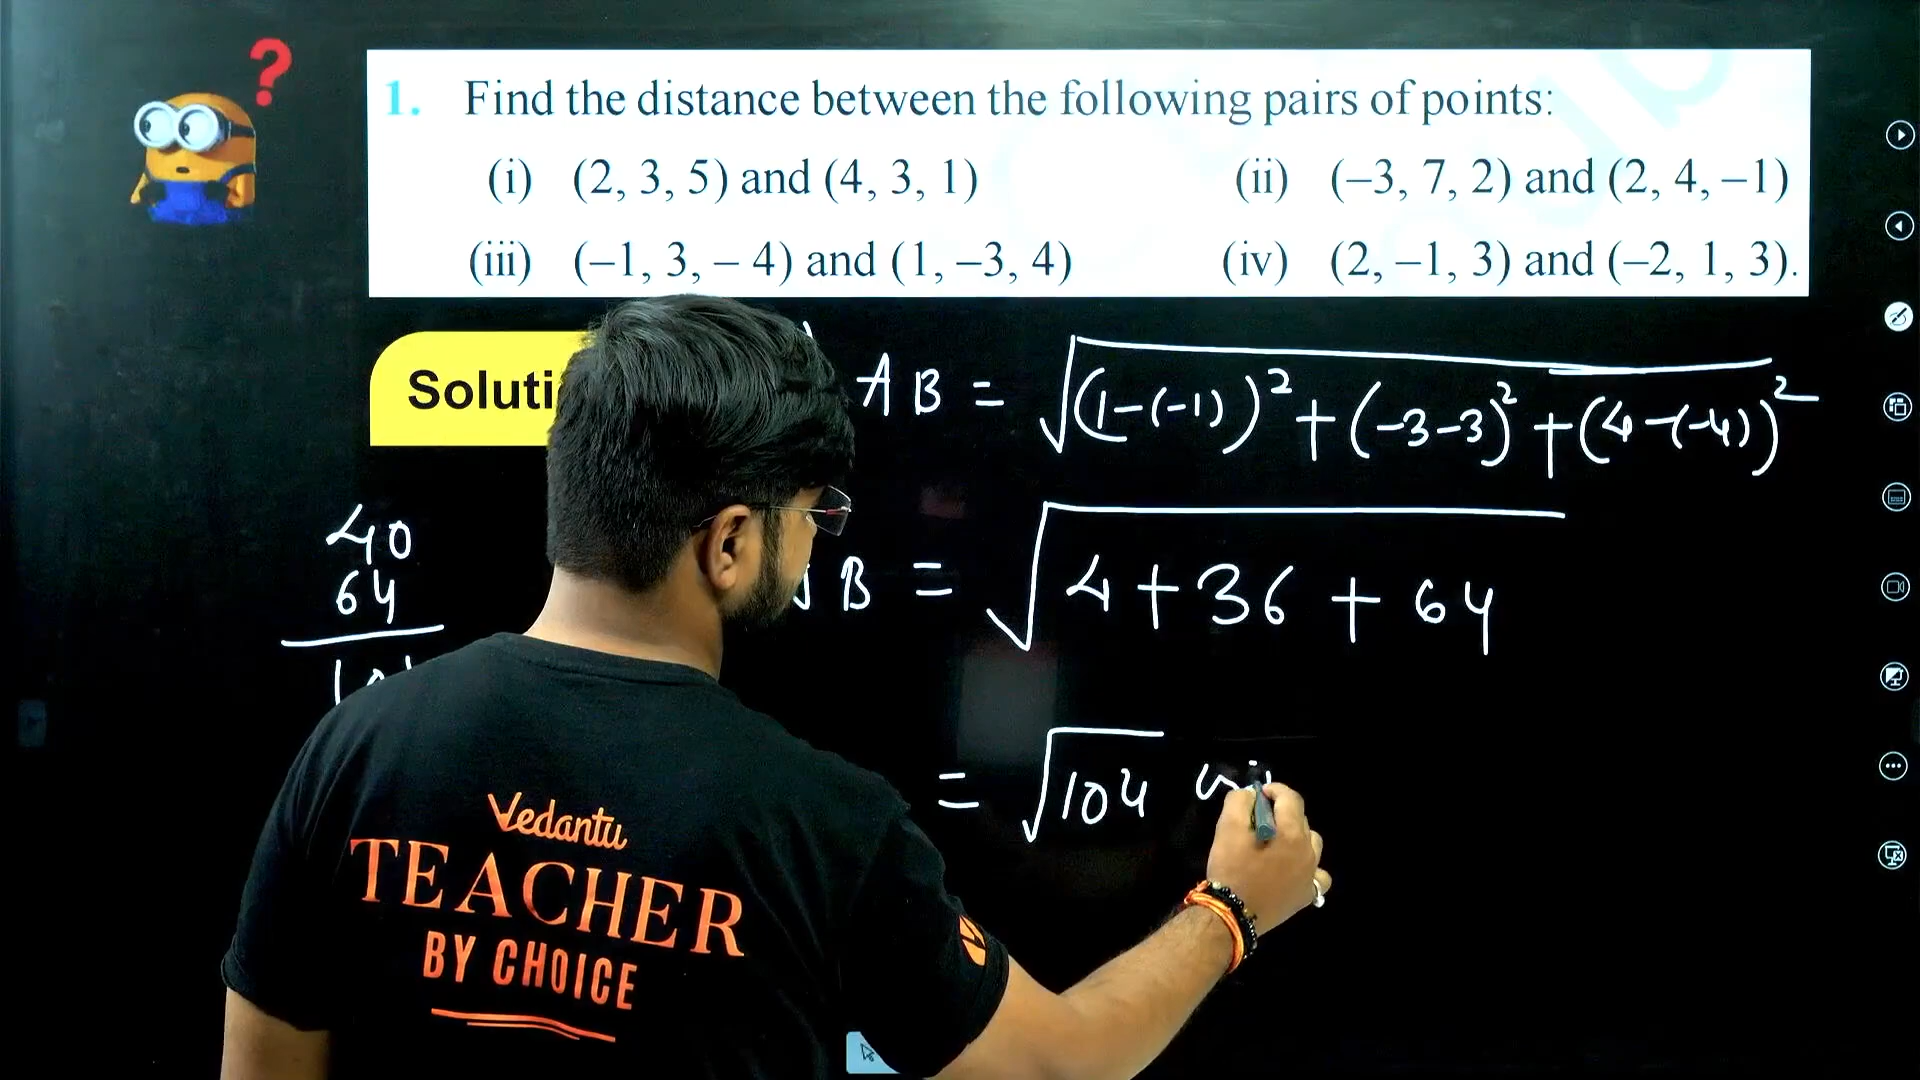 ?
1. Find the distance between the following pairs of points:
(i) (2, 3, 5) and (4, 3, 1) (ii) (–3, 7, 2) and (2, 4, –1)
(iii) (–1, 3, – 4) and (1, –3, 4) (iv) (2, –1, 3) and (–2, 1, 3).
AB = √(1-(-1))² + (-3-3)² + (4-(-4))²
B = √4 + 36 + 64
40
64
= √104
Vedantu
TEACHER
BY CHOICE